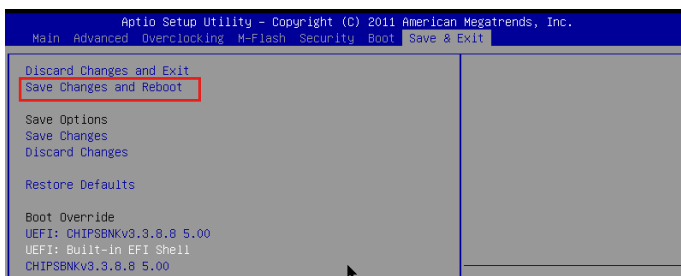 Aptio Setup Utility – Copyright (C) 2011 American Megatrends, Inc.
Main Advanced Overclocking M-Flash Security Boot Save & Exit
Discard Changes and Exit
Save Changes and Reboot
Save Options
Save Changes
Discard Changes
Restore Defaults
Boot Override
UEFI: CHIPSBNKv3.3.8.8 5.00
UEFI: Built-in EFI Shell
CHIPSBNKv3.3.8.8 5.00